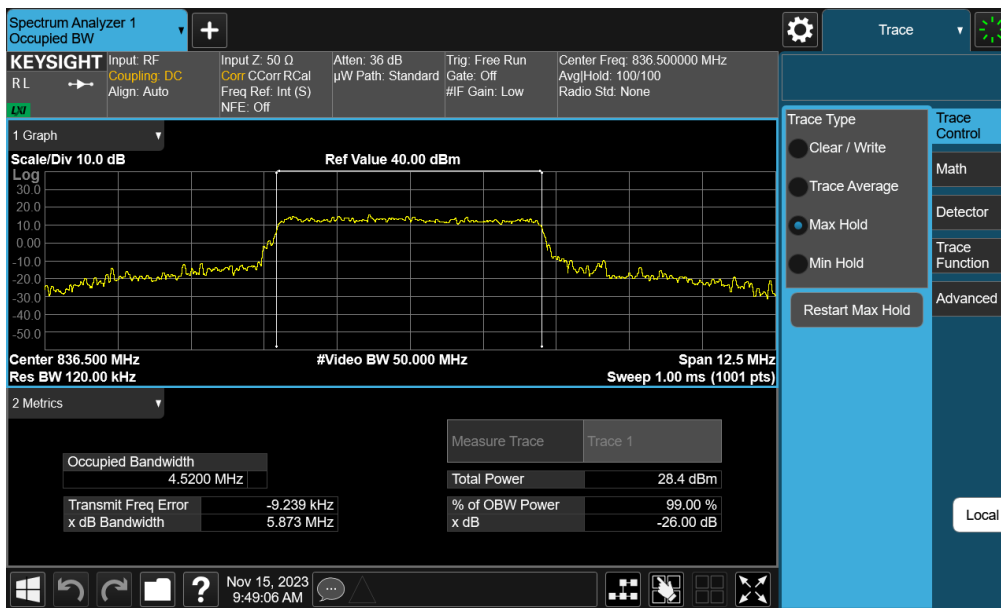 Spectrum Analyzer 1
Occupied BW
Trace
KEYSIGHT
R L
LXI
Input: RF
Coupling: DC
Align: Auto
Input Z: 50 Ω
Corr CCorr RCal
Freq Ref: Int (S)
NFE: Off
Atten: 36 dB
µW Path: Standard
Trig: Free Run
Gate: Off
#IF Gain: Low
Center Freq: 836.500000 MHz
Avg|Hold: 100/100
Radio Std: None
1 Graph
Scale/Div 10.0 dB
Ref Value 40.00 dBm
Log
30.0
20.0
10.0
0.00
-10.0
-20.0
-30.0
-40.0
-50.0
Center 836.500 MHz
#Video BW 50.000 MHz
Span 12.5 MHz
Res BW 120.00 kHz
Sweep 1.00 ms (1001 pts)
2 Metrics
Measure Trace Trace 1
Occupied Bandwidth
4.5200 MHz
Total Power 28.4 dBm
Transmit Freq Error -9.239 kHz
% of OBW Power 99.00 %
x dB Bandwidth 5.873 MHz
x dB -26.00 dB
Trace Type
Clear / Write
Trace Average
Max Hold
Min Hold
Restart Max Hold
Trace
Control
Math
Detector
Trace
Function
Advanced
Local
?
Nov 15, 2023
9:49:06 AM